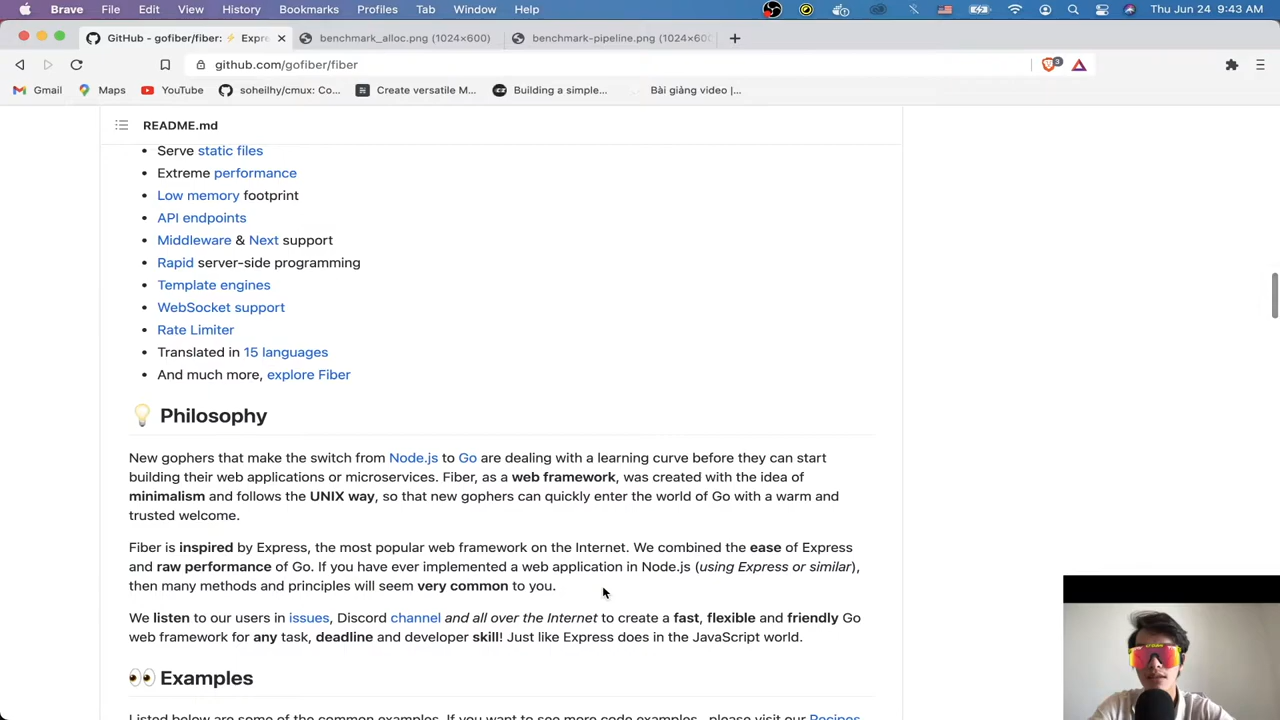 Brave File Edit View History Bookmarks Profiles Tab Window Help Thu Jun 24 9:43 AM
GitHub - gofiber/fiber: ⚡ Expre benchmark_alloc.png (1024×600) benchmark-pipeline.png (1024×600
github.com/gofiber/fiber 3
Gmail Maps YouTube soheilhy/cmux: Co... Create versatile M... Building a simple... Bài giảng video |...
README.md
• Serve static files
• Extreme performance
• Low memory footprint
• API endpoints
• Middleware & Next support
• Rapid server-side programming
• Template engines
• WebSocket support
• Rate Limiter
• Translated in 15 languages
• And much more, explore Fiber
💡 Philosophy
New gophers that make the switch from Node.js to Go are dealing with a learning curve before they can start
building their web applications or microservices. Fiber, as a web framework, was created with the idea of
minimalism and follows the UNIX way, so that new gophers can quickly enter the world of Go with a warm and
trusted welcome.
Fiber is inspired by Express, the most popular web framework on the Internet. We combined the ease of Express
and raw performance of Go. If you have ever implemented a web application in Node.js (using Express or similar),
then many methods and principles will seem very common to you.
We listen to our users in issues, Discord channel and all over the Internet to create a fast, flexible and friendly Go
web framework for any task, deadline and developer skill! Just like Express does in the JavaScript world.
👀 Examples
Listed below are some of the common examples. If you want to see more code examples, please visit our Recipes